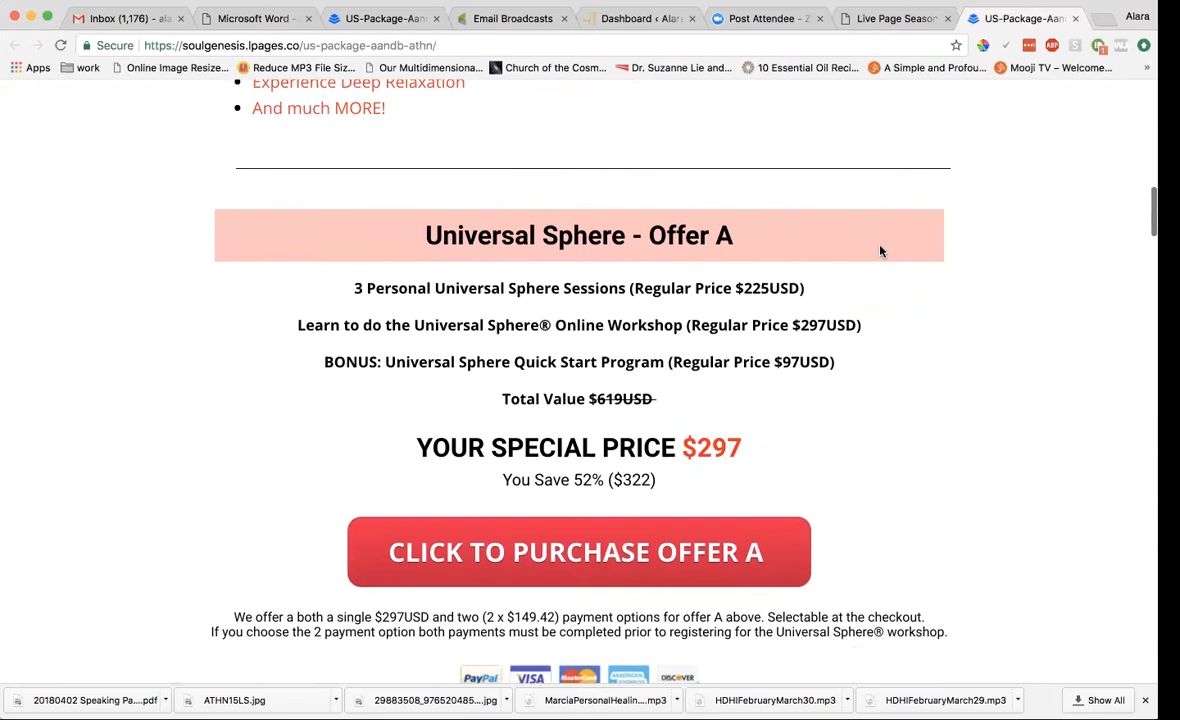 Inbox (1,176) - ala
Microsoft Word -
US-Package-Aan
Email Broadcasts
Dashboard ‹ Alar
Post Attendee - Z
Live Page Season
US-Package-Aan
Alara
Secure
https://soulgenesis.lpages.co/us-package-aandb-athn/
Apps
work
Online Image Resize...
Reduce MP3 File Siz...
Our Multidimensiona...
Church of the Cosm...
Dr. Suzanne Lie and...
10 Essential Oil Reci...
A Simple and Profou...
Mooji TV – Welcome...
»
Experience Deep Relaxation
And much MORE!
Universal Sphere - Offer A
3 Personal Universal Sphere Sessions (Regular Price $225USD)
Learn to do the Universal Sphere® Online Workshop (Regular Price $297USD)
BONUS: Universal Sphere Quick Start Program (Regular Price $97USD)
Total Value $619USD
YOUR SPECIAL PRICE $297
You Save 52% ($322)
CLICK TO PURCHASE OFFER A
We offer a both a single $297USD and two (2 x $149.42) payment options for offer A above. Selectable at the checkout.
If you choose the 2 payment option both payments must be completed prior to registering for the Universal Sphere® workshop.
PayPal VISA MasterCard DISCOVER
20180402 Speaking Pa....pdf
ATHN15LS.jpg
29883508_976520485....jpg
MarciaPersonalHealin....mp3
HDHIFebruaryMarch30.mp3
HDHIFebruaryMarch29.mp3
Show All